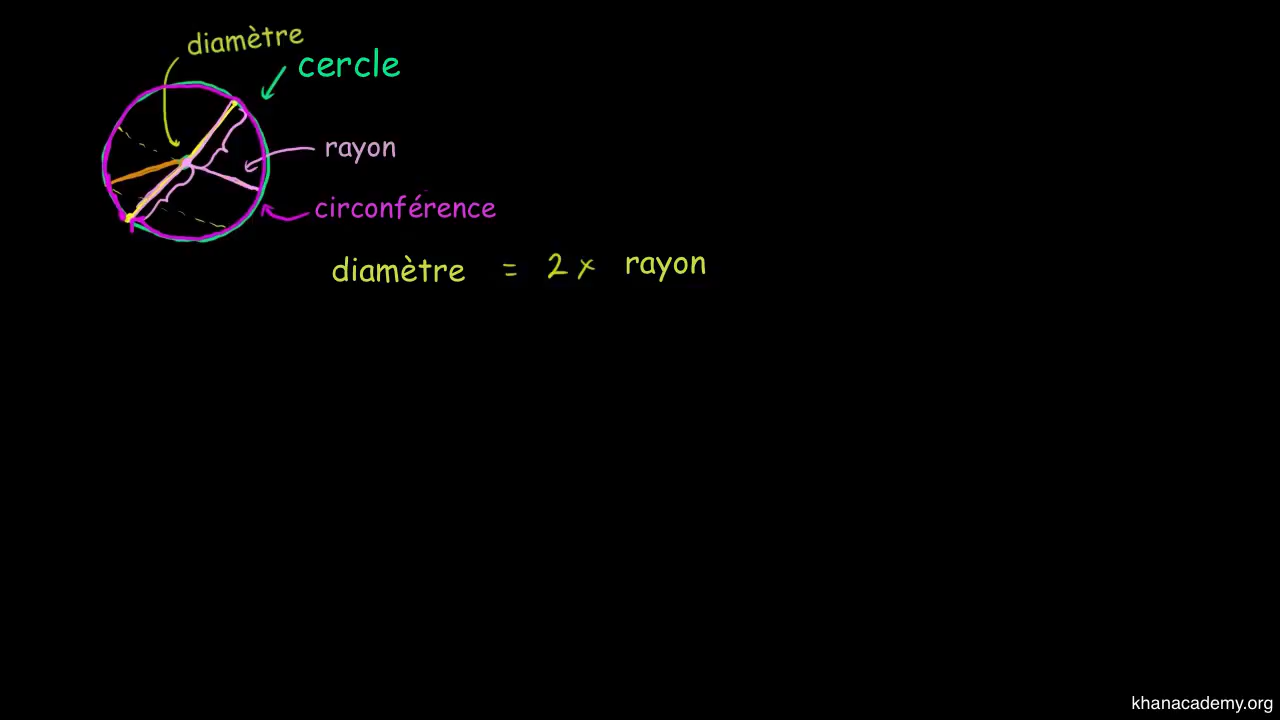 diamètre
cercle
rayon
circonférence
diamètre = 2 x rayon
khanacademy.org